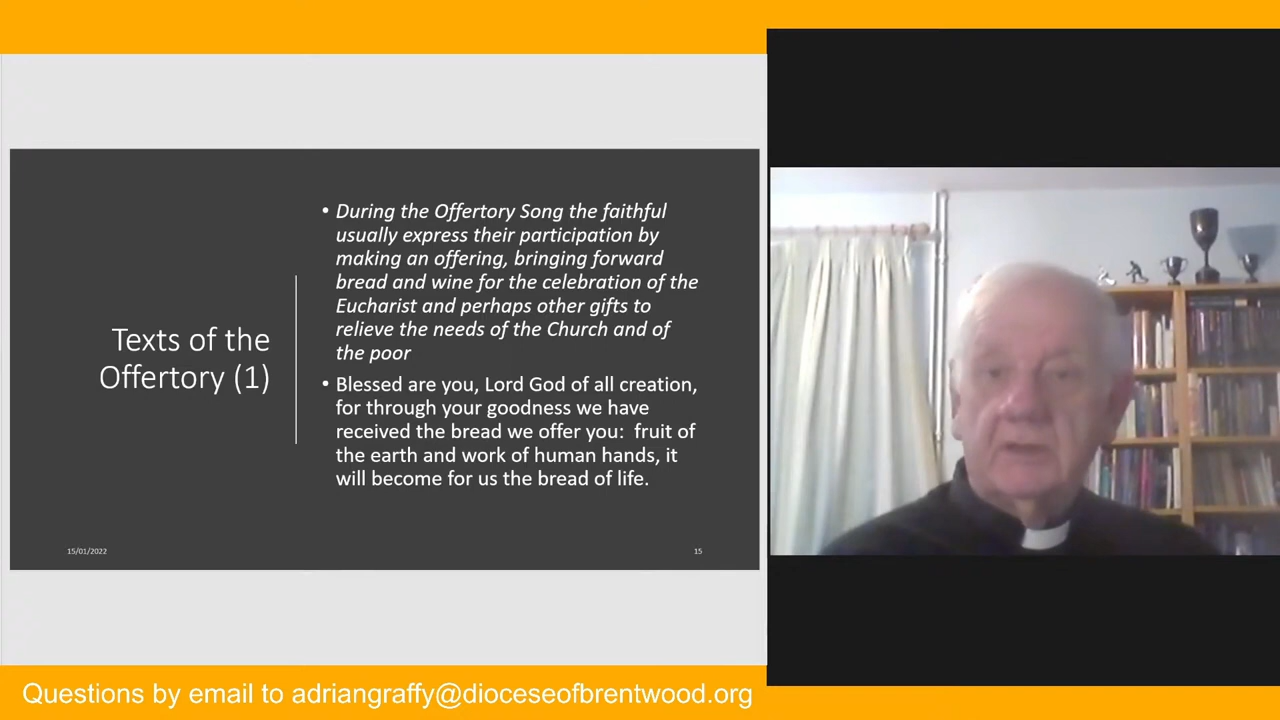 Texts of the
Offertory (1)
• During the Offertory Song the faithful
usually express their participation by
making an offering, bringing forward
bread and wine for the celebration of the
Eucharist and perhaps other gifts to
relieve the needs of the Church and of
the poor
• Blessed are you, Lord God of all creation,
for through your goodness we have
received the bread we offer you:  fruit of
the earth and work of human hands, it
will become for us the bread of life.
15/01/2022
15
Questions by email to adriangraffy@dioceseofbrentwood.org